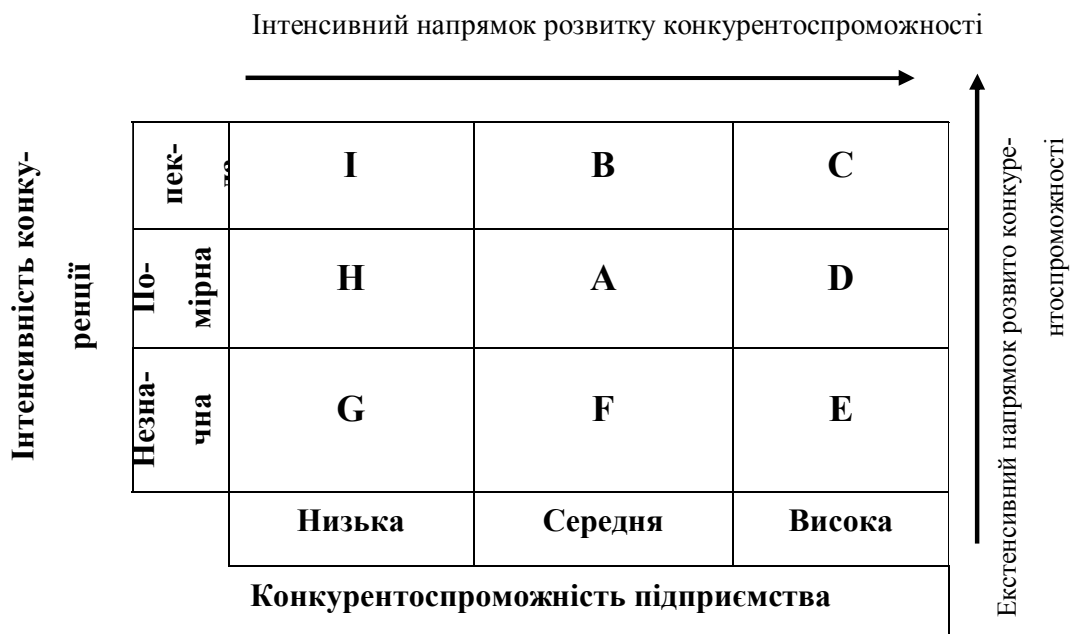 Інтенсивний напрямок розвитку конкурентоспроможності
Інтенсивність конку-
ренції
пек-
I B C
По-
мірна
H A D
Незна-
чна
G F E
Низька Середня Висока
Конкурентоспроможність підприємства
Екстенсивний напрямок розвито конкуре-
нтоспроможності